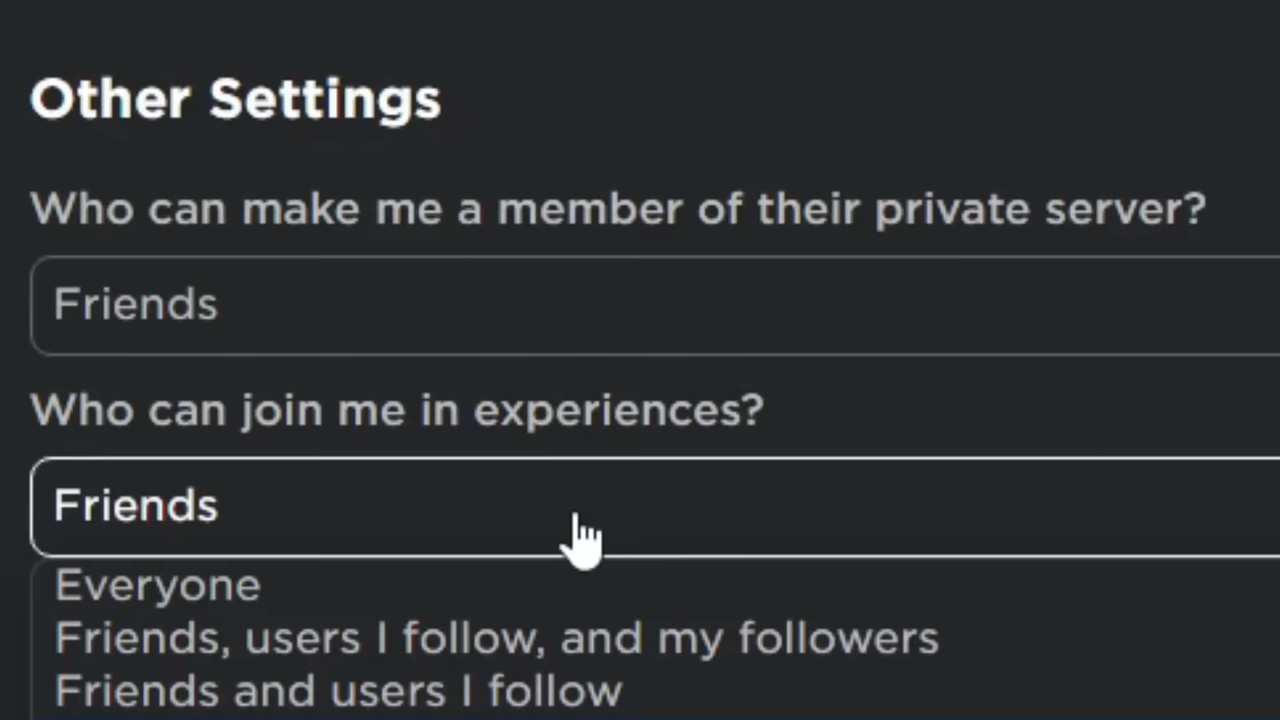 Other Settings
Who can make me a member of their private server?
Friends
Who can join me in experiences?
Friends
Everyone
Friends, users I follow, and my followers
Friends and users I follow